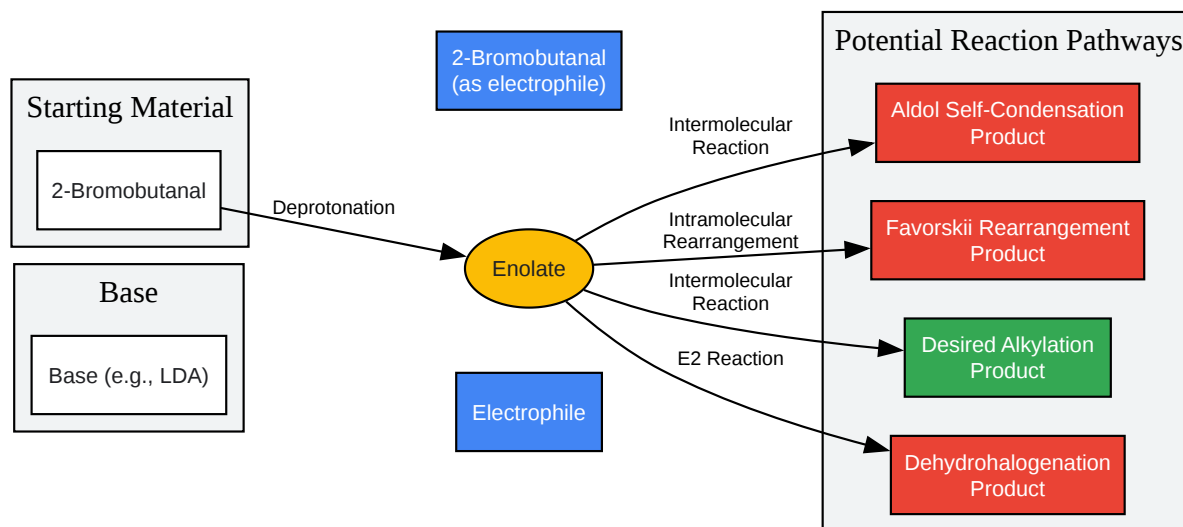 Starting Material
2-Bromobutanal
Base
Base (e.g., LDA)
Deprotonation
2-Bromobutanal
(as electrophile)
Enolate
Electrophile
Intermolecular
Reaction
Intramolecular
Rearrangement
Intermolecular
Reaction
E2 Reaction
Potential Reaction Pathways
Aldol Self-Condensation
Product
Favorskii Rearrangement
Product
Desired Alkylation
Product
Dehydrohalogenation
Product